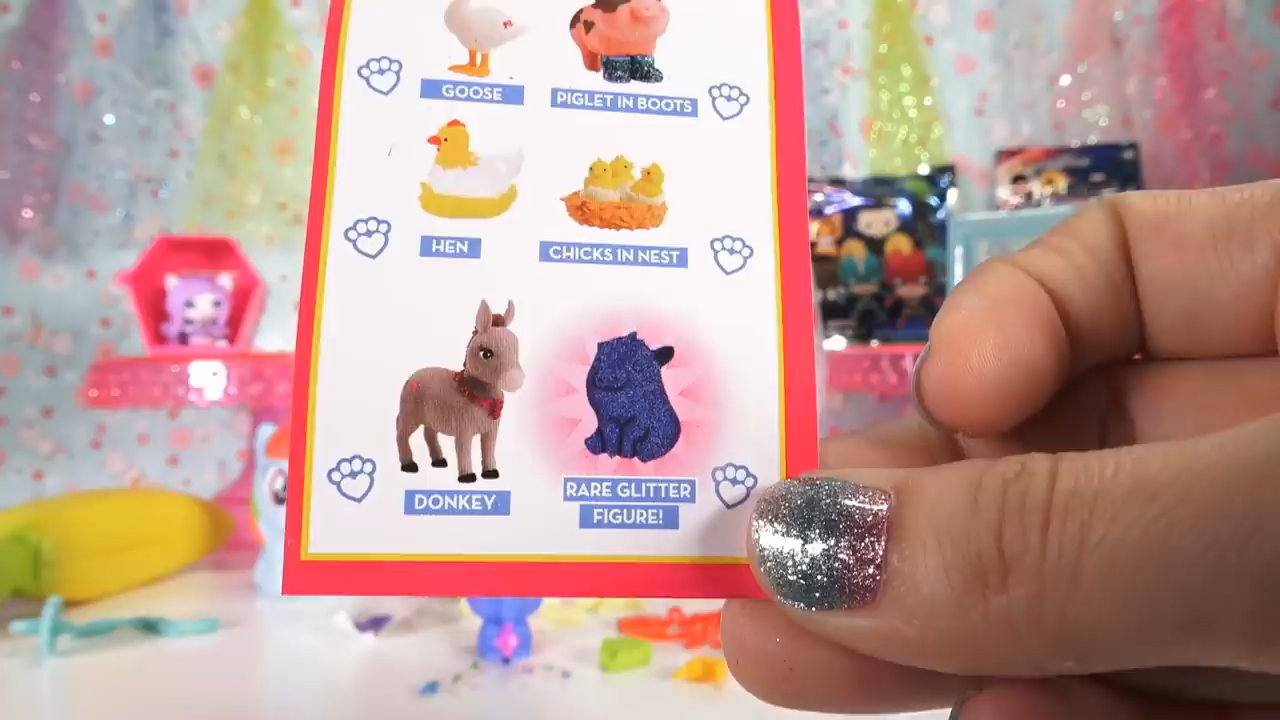 GOOSE
PIGLET IN BOOTS
HEN
CHICKS IN NEST
DONKEY
RARE GLITTER
FIGURE!